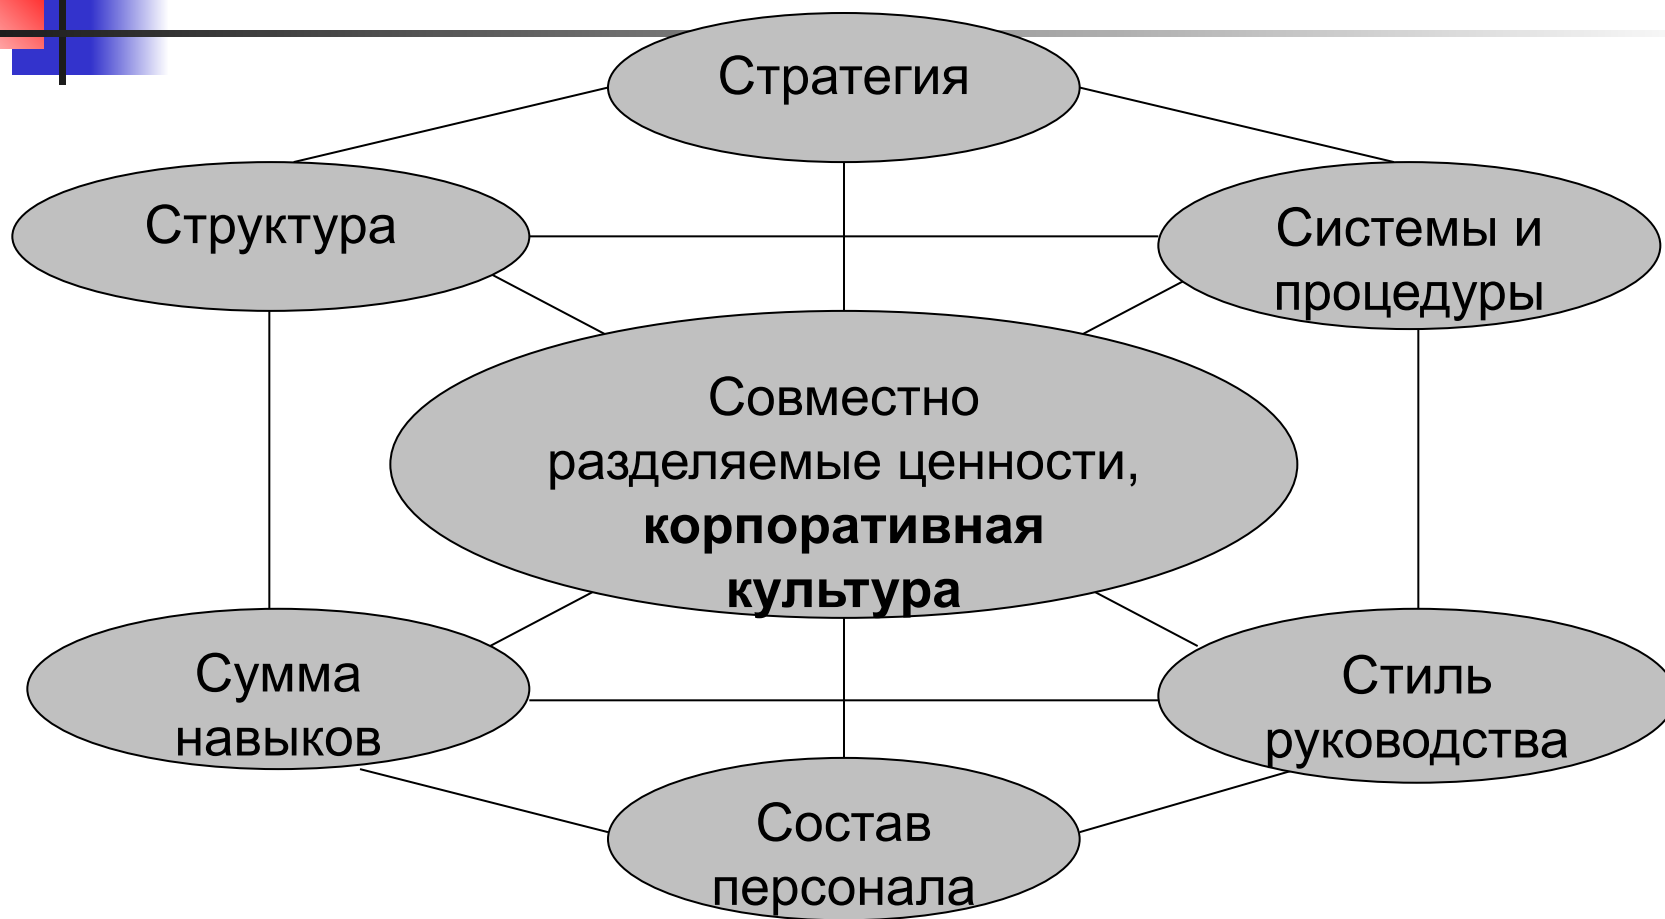 Стратегия
Структура
Системы и
процедуры
Совместно
разделяемые ценности,
корпоративная
культура
Сумма
навыков
Стиль
руководства
Состав
персонала